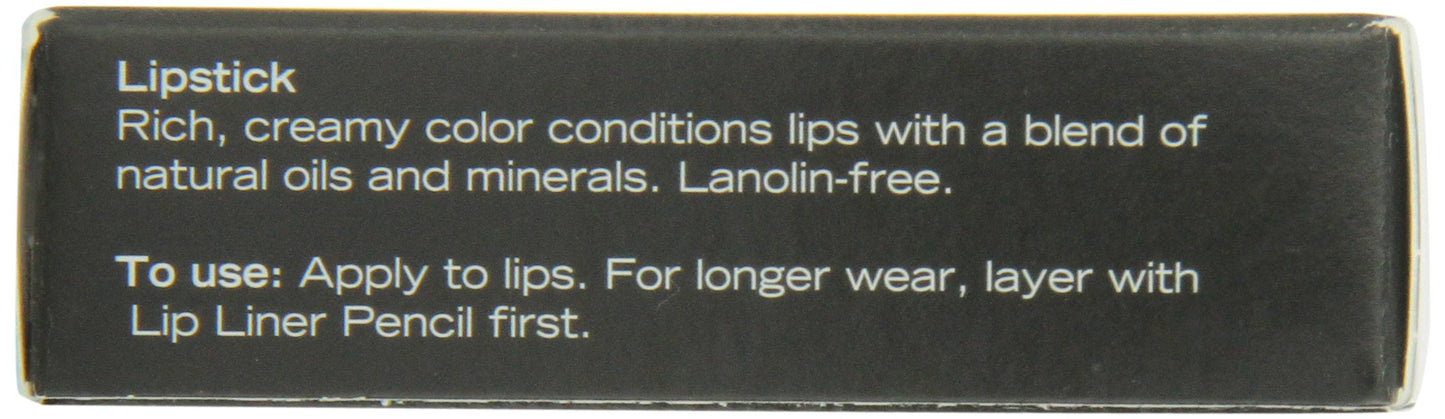 Lipstick
Rich, creamy color conditions lips with a blend of
natural oils and minerals. Lanolin-free.
To use: Apply to lips. For longer wear, layer with
Lip Liner Pencil first.